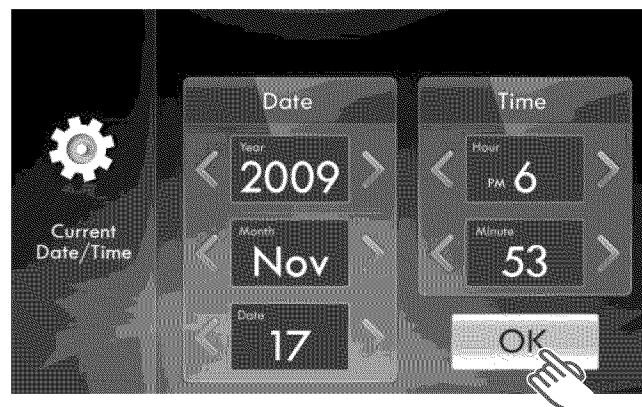 Current
Date/Time
Date
Year
2009
Month
Nov
Date
17
Time
Hour
PM 6
Minute
53
OK